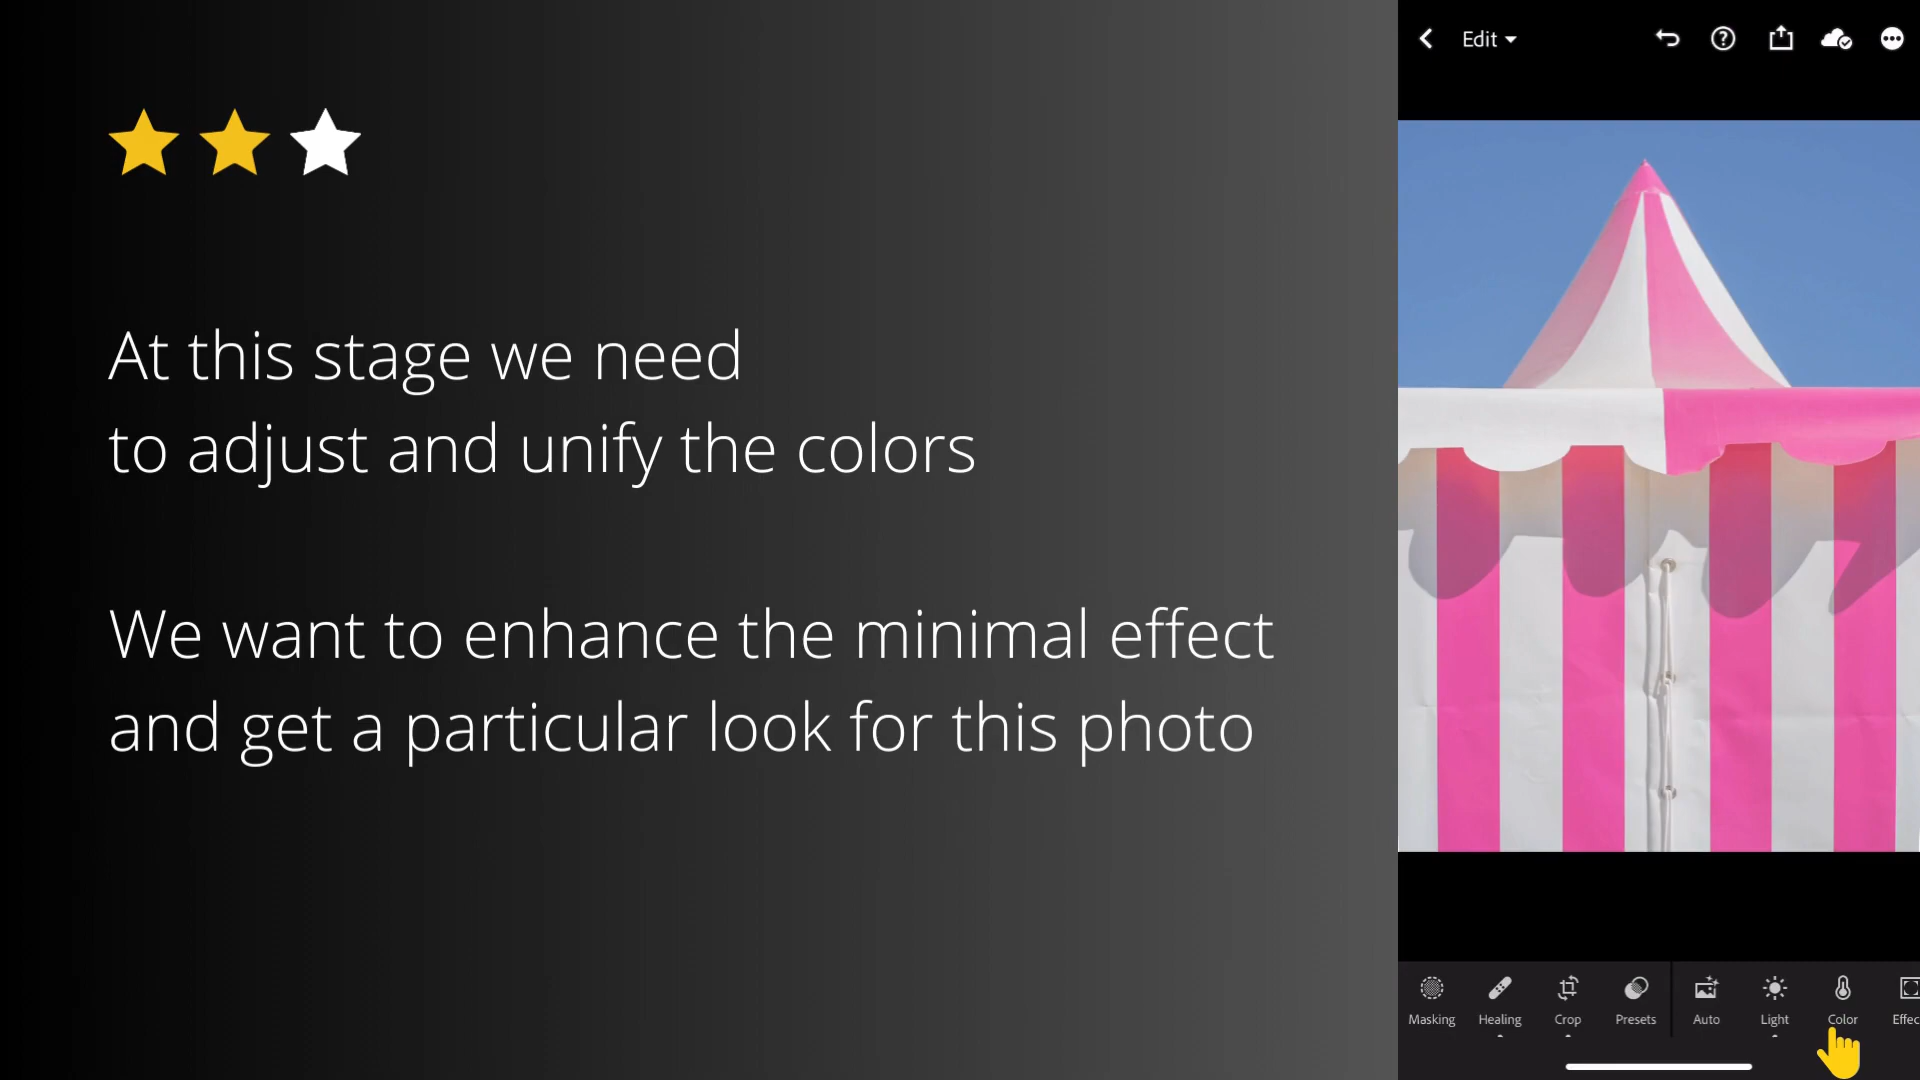 Edit
At this stage we need
to adjust and unify the colors
We want to enhance the minimal effect
and get a particular look for this photo
Masking Healing Crop Presets Auto Light Color Effec